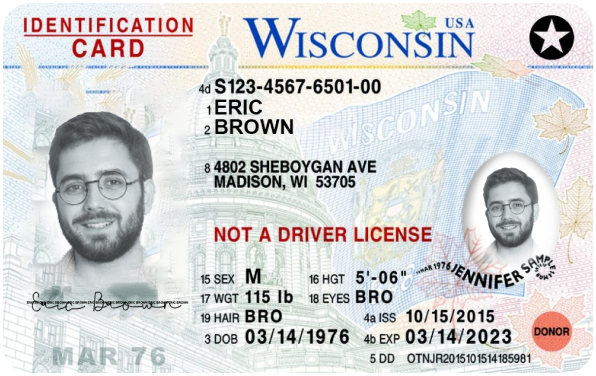 IDENTIFICATION
CARD
WISCONSIN USA
4d S123-4567-6501-00
1 ERIC
2 BROWN
8 4802 SHEBOYGAN AVE
MADISON, WI 53705
WISCONSIN
NOT A DRIVER LICENSE
15 SEX M 16 HGT 5'-06"
17 WGT 115 lb 18 EYES BRO
19 HAIR BRO 4a ISS 10/15/2015
3 DOB 03/14/1976 4b EXP 03/14/2023
5 DD OTNJR2015101514185981
MAR 1976 JENNIFER SAMPLE
DONOR
Eric Brown
MAR 76